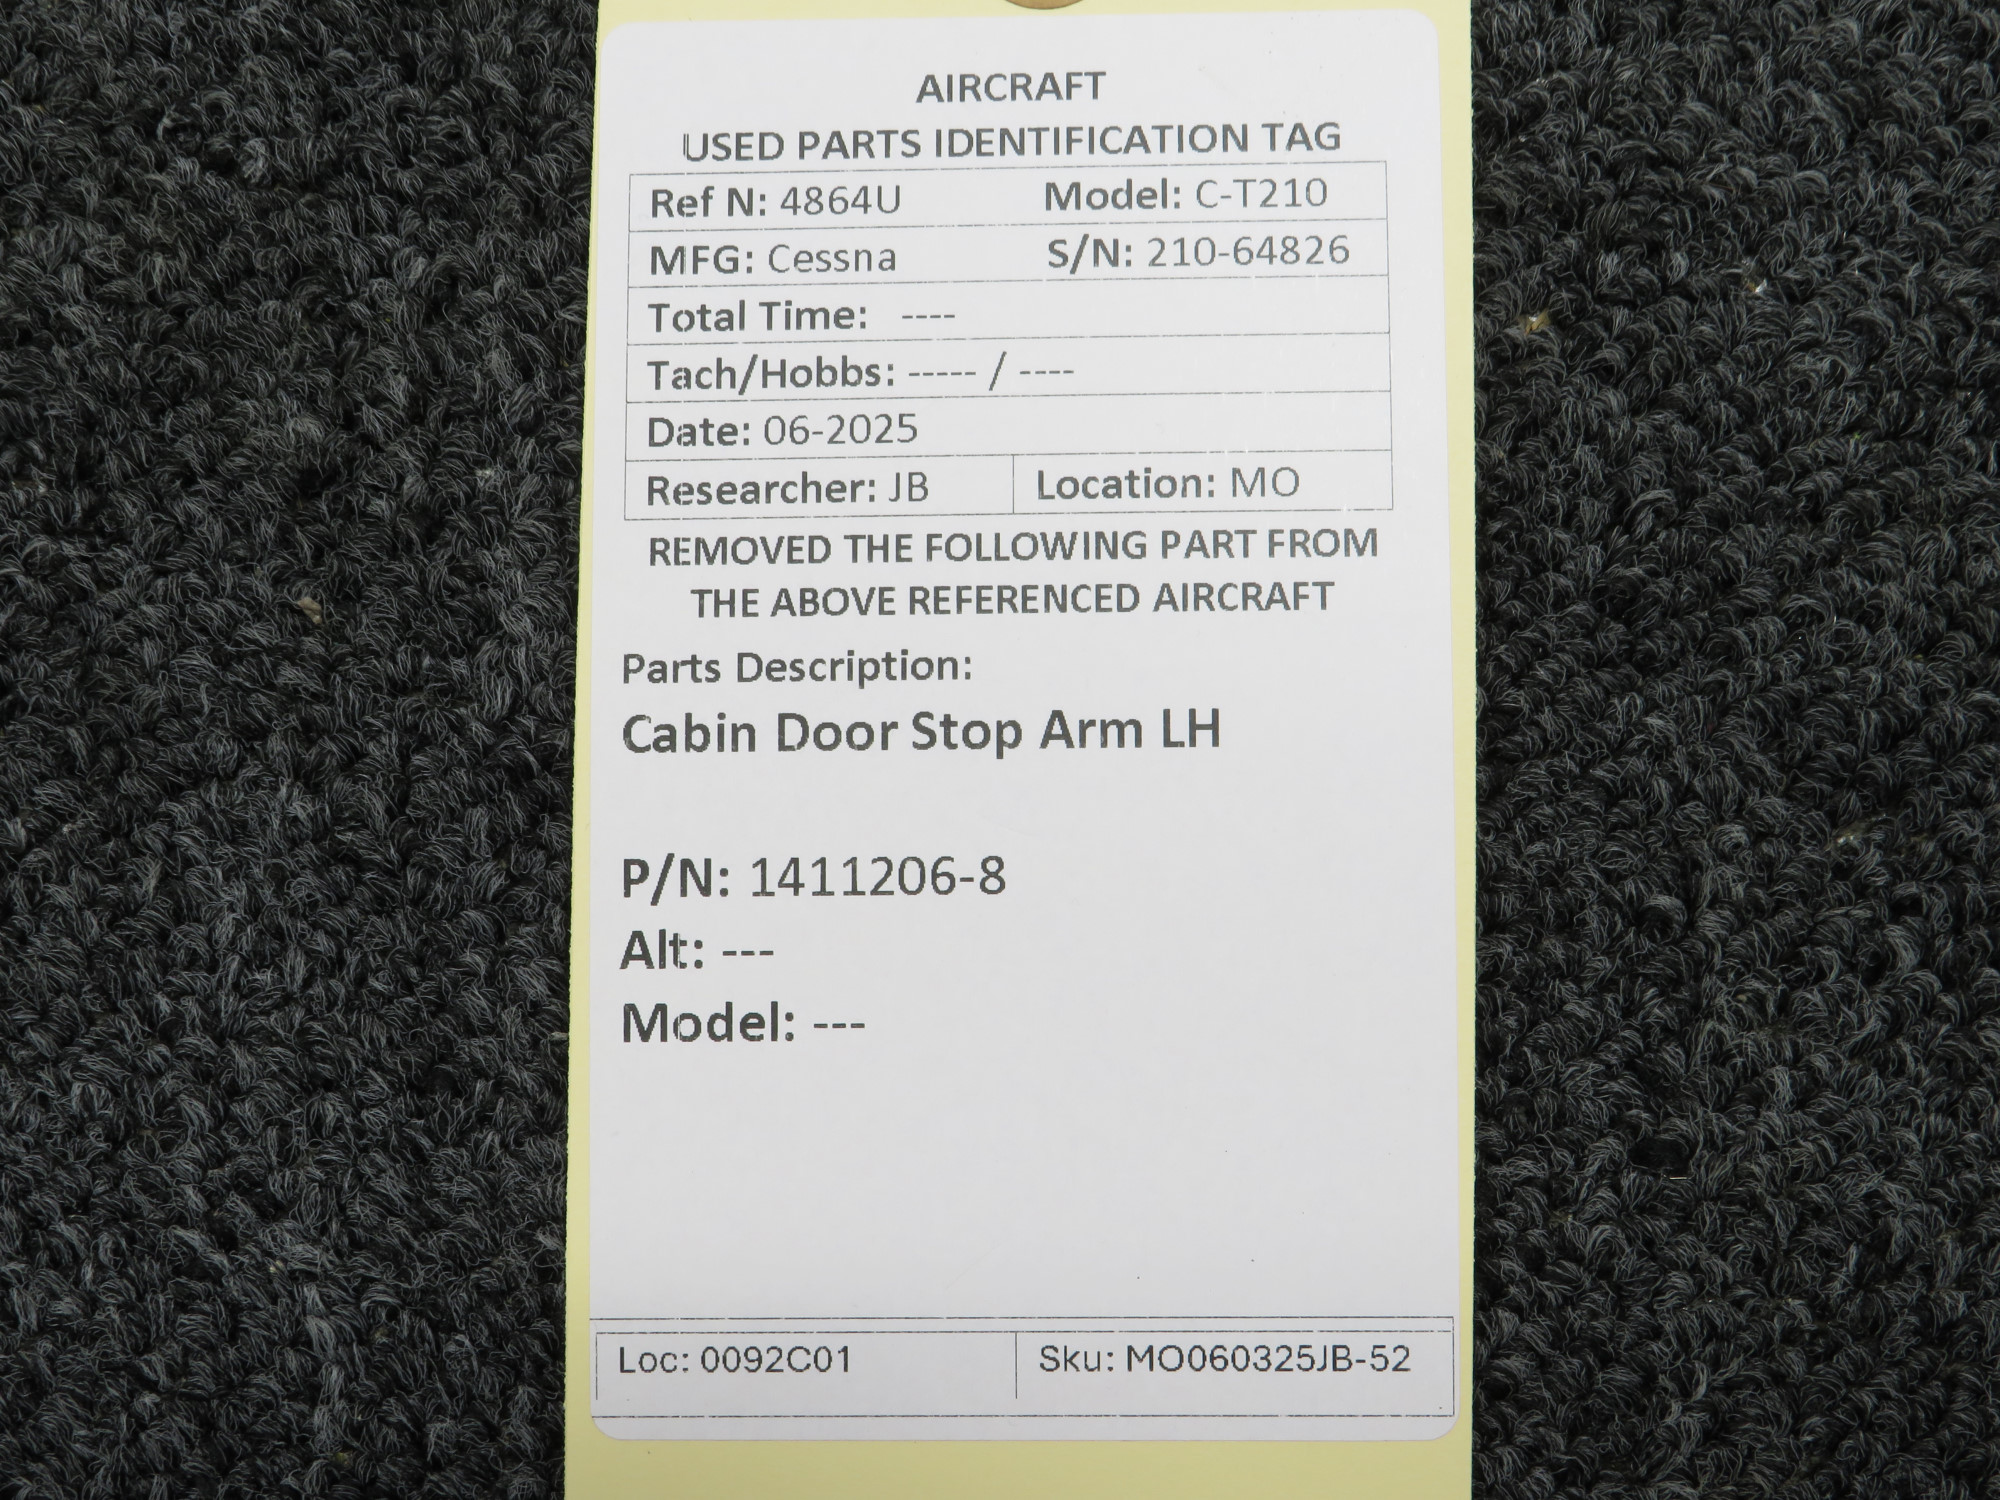 AIRCRAFT
USED PARTS IDENTIFICATION TAG
Ref N: 4864U Model: C-T210
MFG: Cessna S/N: 210-64826
Total Time: ----
Tach/Hobbs: ----- / ----
Date: 06-2025
Researcher: JB Location: MO
REMOVED THE FOLLOWING PART FROM
THE ABOVE REFERENCED AIRCRAFT
Parts Description:
Cabin Door Stop Arm LH
P/N: 1411206-8
Alt: ---
Model: ---
Loc: 0092C01 Sku: MO060325JB-52